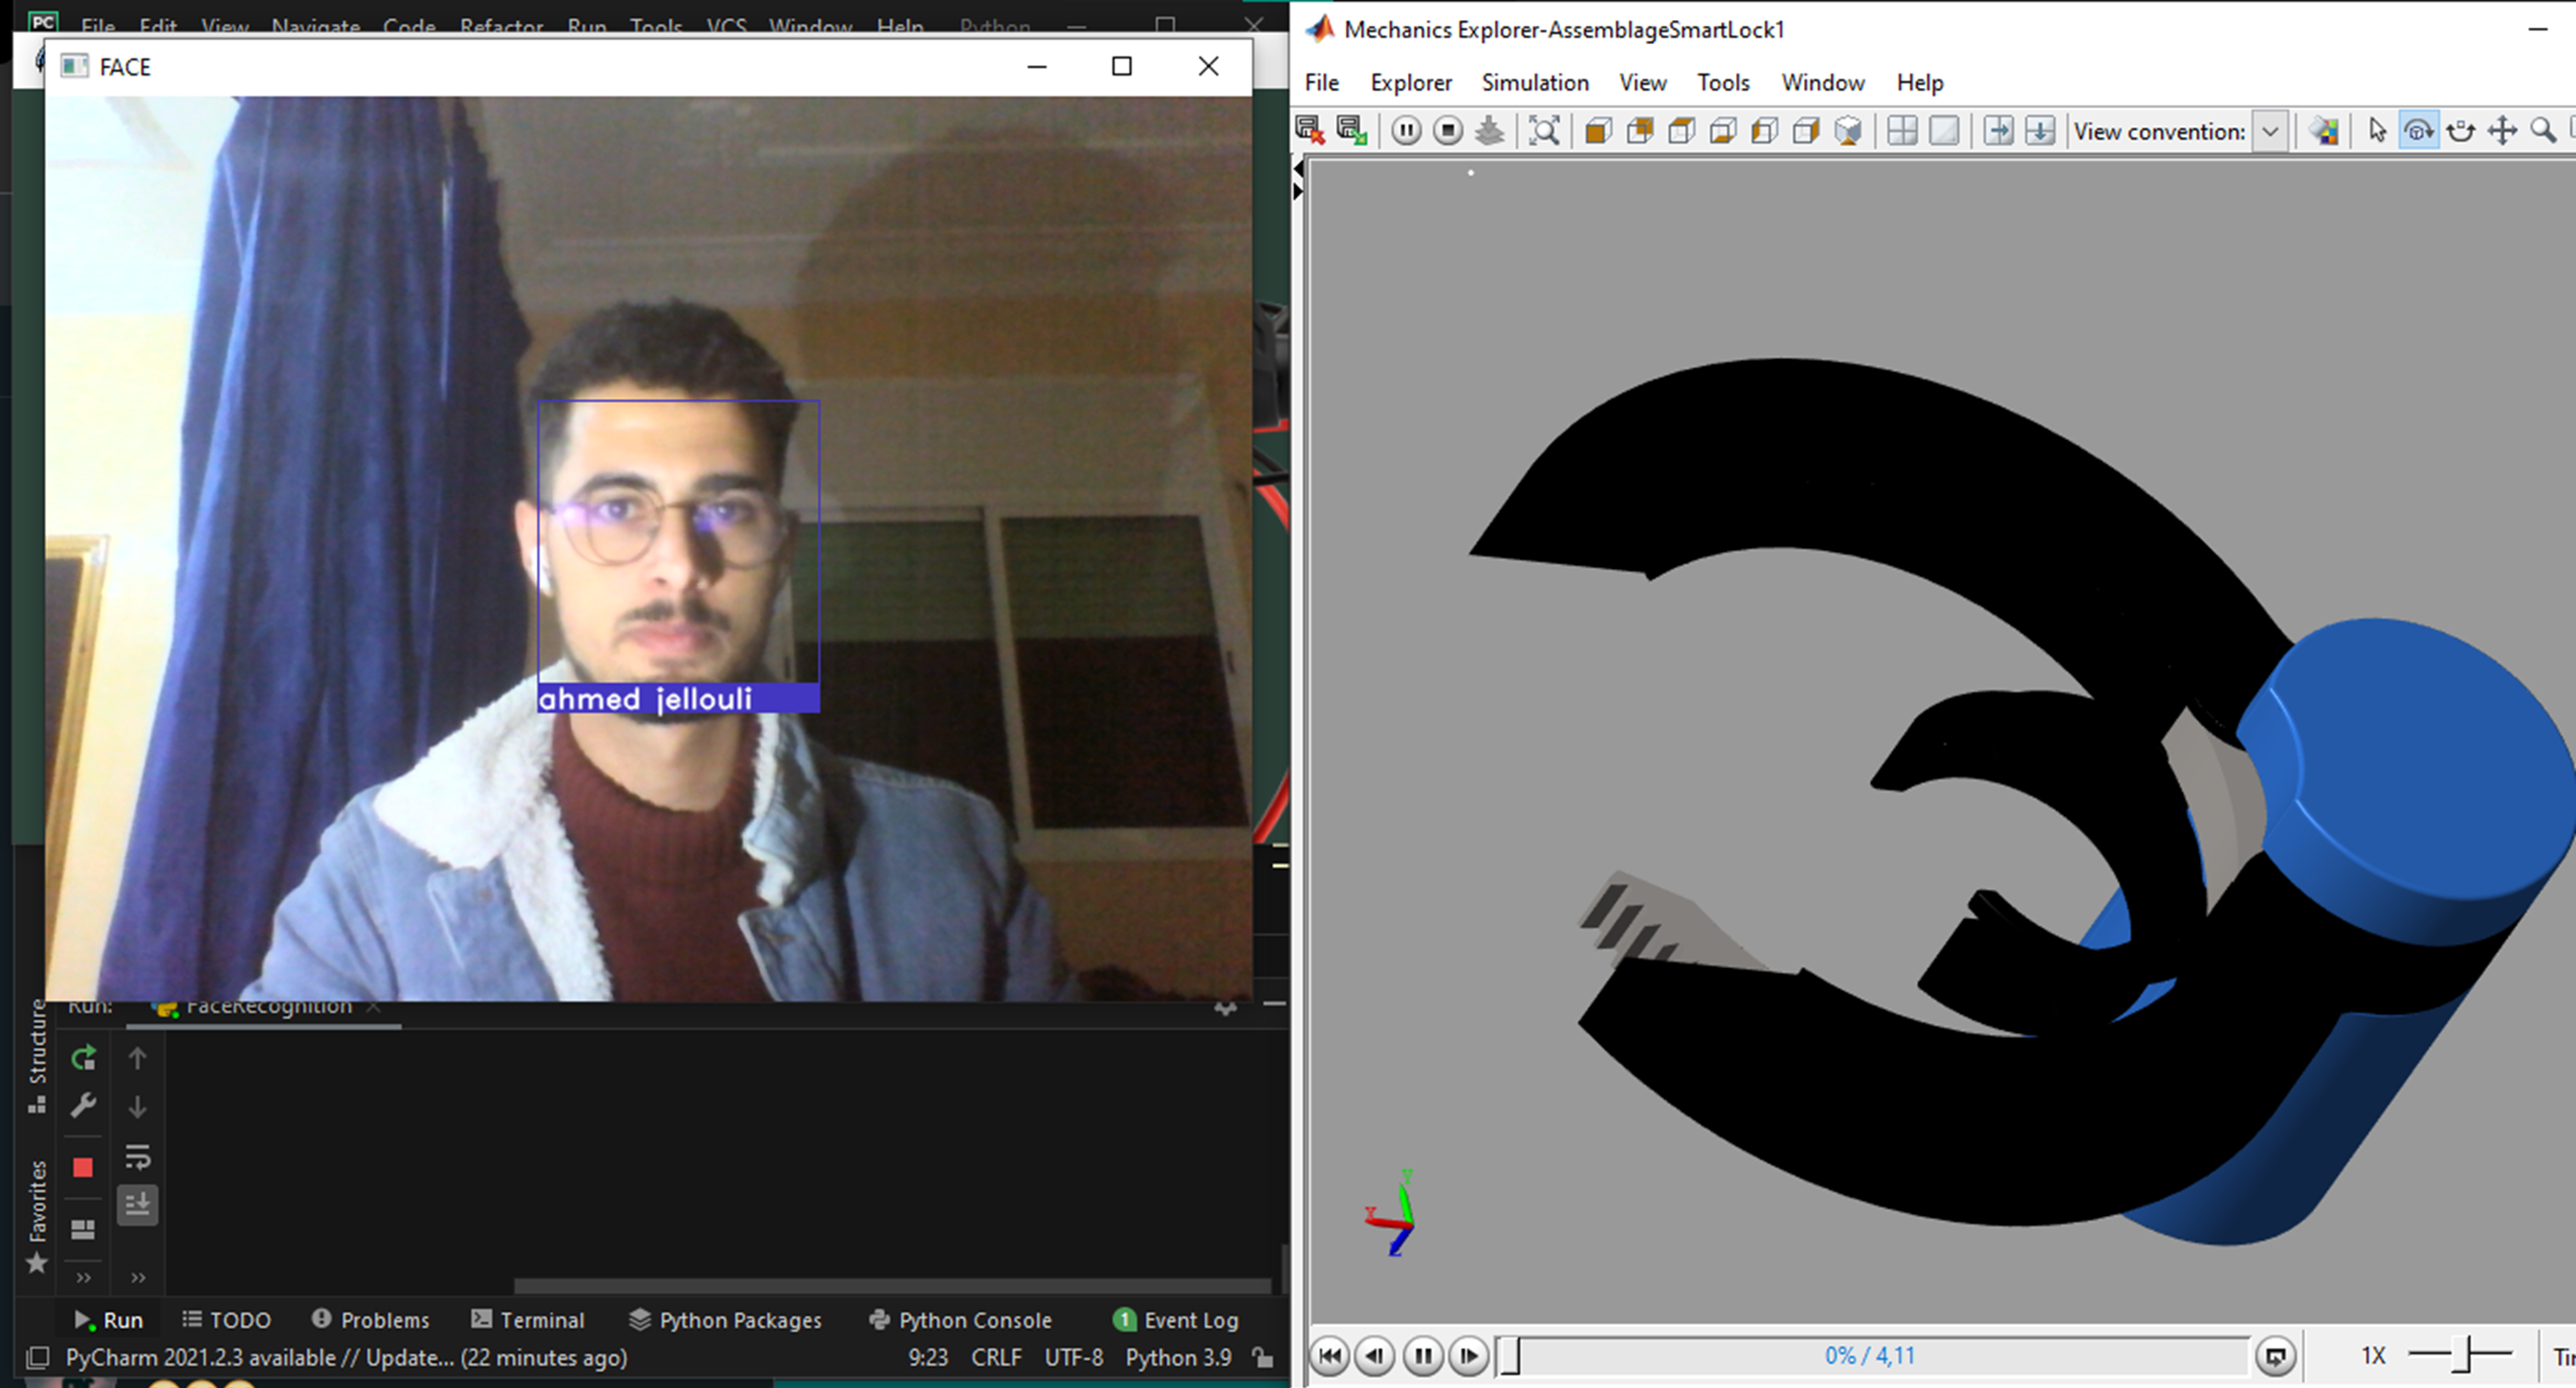 PC File Edit View Navigate Code Refactor Run Tools VCS Window Help Python
FACE
ahmed jellouli
Run: FaceRecognition
Structure
Favorites
Run TODO Problems Terminal Python Packages Python Console 1 Event Log
PyCharm 2021.2.3 available // Update... (22 minutes ago) 9:23 CRLF UTF-8 Python 3.9
Mechanics Explorer-AssemblageSmartLock1
File Explorer Simulation View Tools Window Help
View convention:
Y
X
Z
0% / 4,11 1X